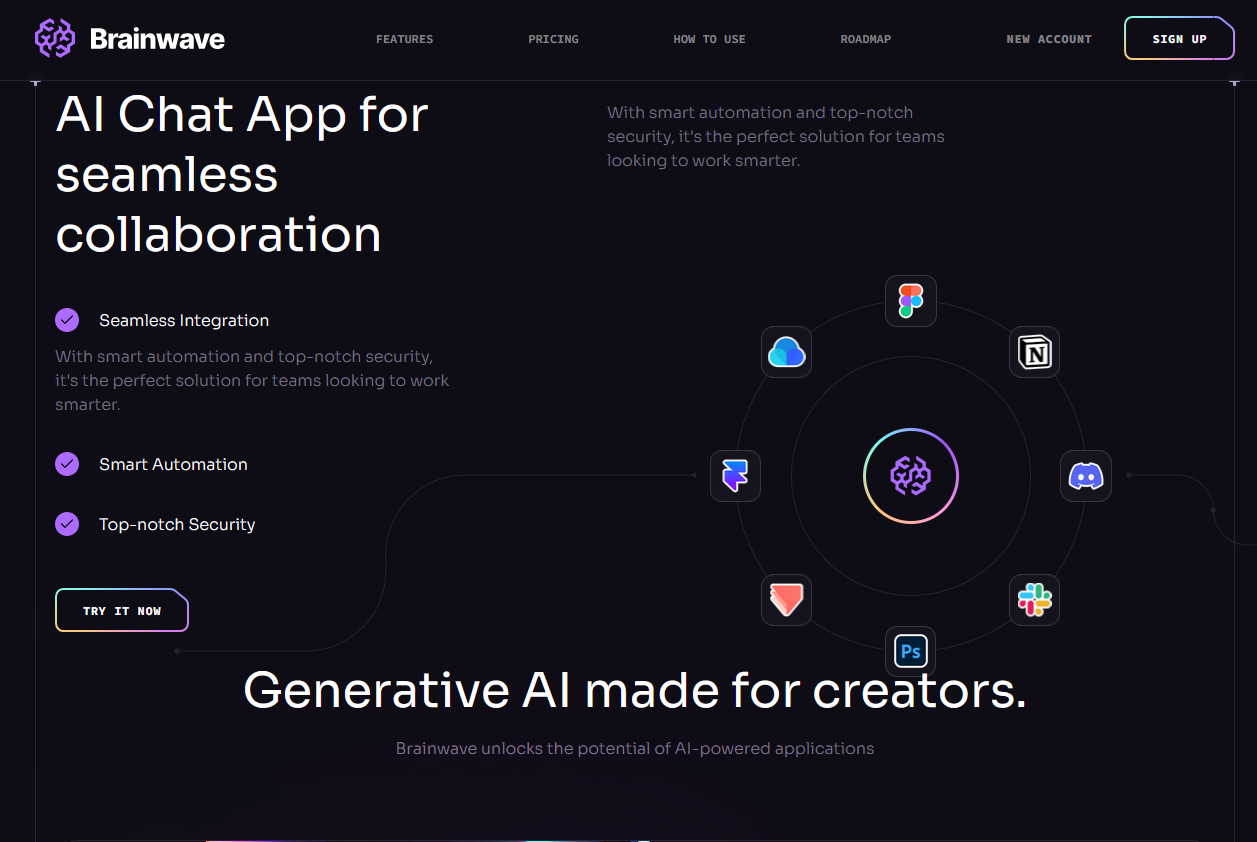 Brainwave
FEATURES
PRICING
HOW TO USE
ROADMAP
NEW ACCOUNT
SIGN UP
AI Chat App for
seamless
collaboration
With smart automation and top-notch
security, it's the perfect solution for teams
looking to work smarter.
Seamless Integration
With smart automation and top-notch security,
it's the perfect solution for teams looking to work
smarter.
Smart Automation
Top-notch Security
TRY IT NOW
N
Ps
Generative AI made for creators.
Brainwave unlocks the potential of AI-powered applications